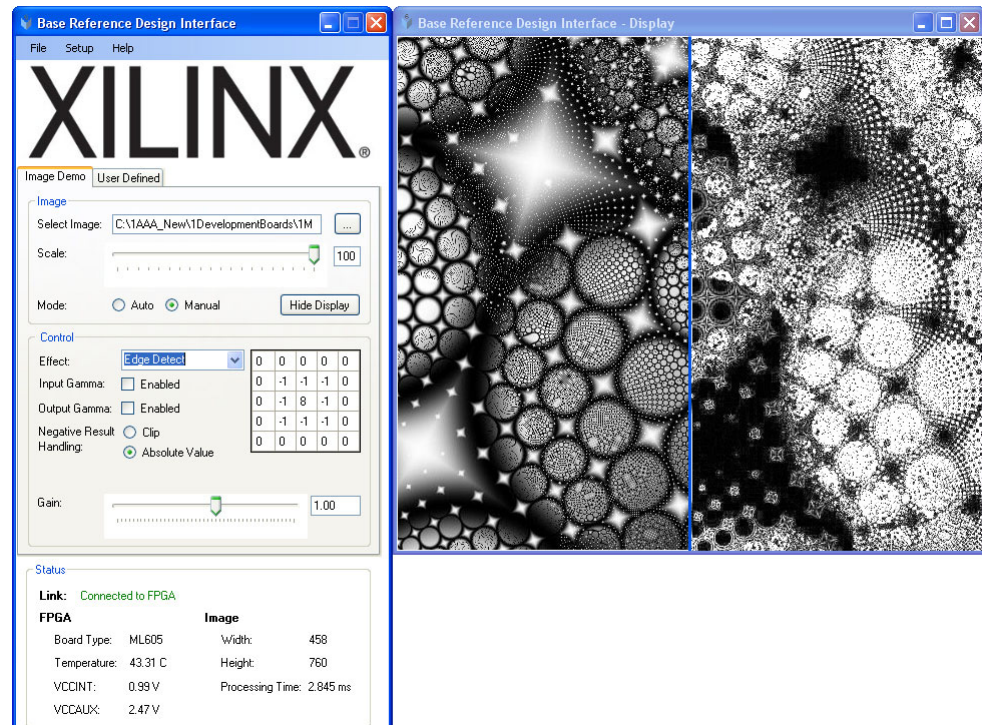 Base Reference Design Interface
File Setup Help
XILINX®
Image Demo User Defined
Image
Select Image: C:\1AAA_New\1DevelopmentBoards\1M ...
Scale: 100
Mode: Auto Manual Hide Display
Control
Effect: Edge Detect
Input Gamma: Enabled
Output Gamma: Enabled
Negative Result Handling: Clip
Absolute Value
0 0 0 0 0
0 -1 -1 -1 0
0 -1 8 -1 0
0 -1 -1 -1 0
0 0 0 0 0
Gain: 1.00
Status
Link: Connected to FPGA
FPGA Image
Board Type: ML605 Width: 458
Temperature: 43.31 C Height: 760
VCCINT: 0.99 V Processing Time: 2.845 ms
VCCAUX: 2.47 V
Base Reference Design Interface - Display